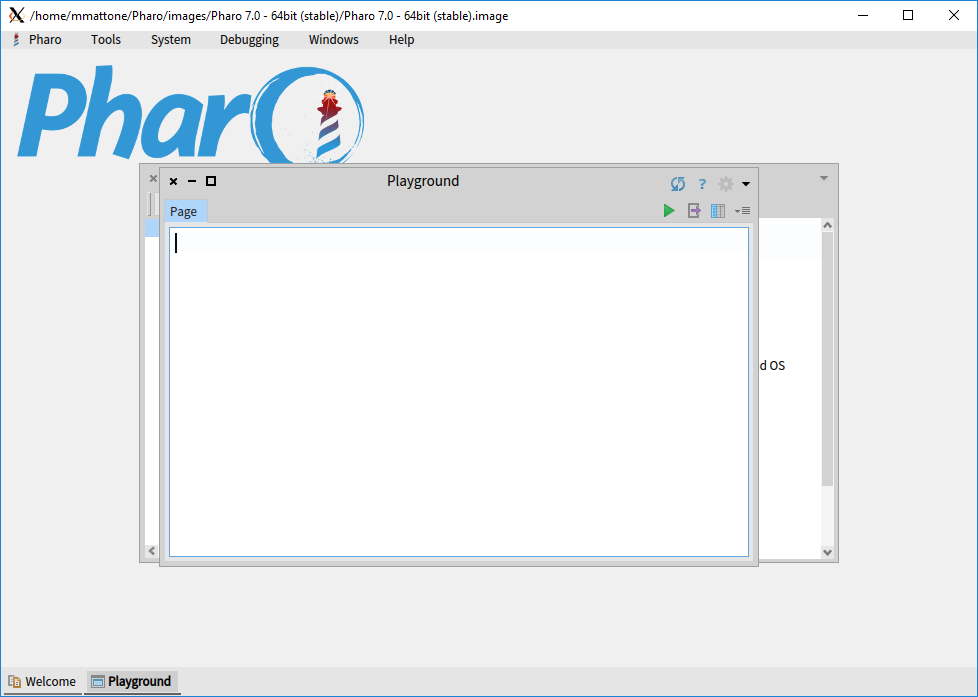 /home/mmattone/Pharo/images/Pharo 7.0 - 64bit (stable)/Pharo 7.0 - 64bit (stable).image
Pharo Tools System Debugging Windows Help
Pharo
Playground
?
Page
d OS
Welcome Playground